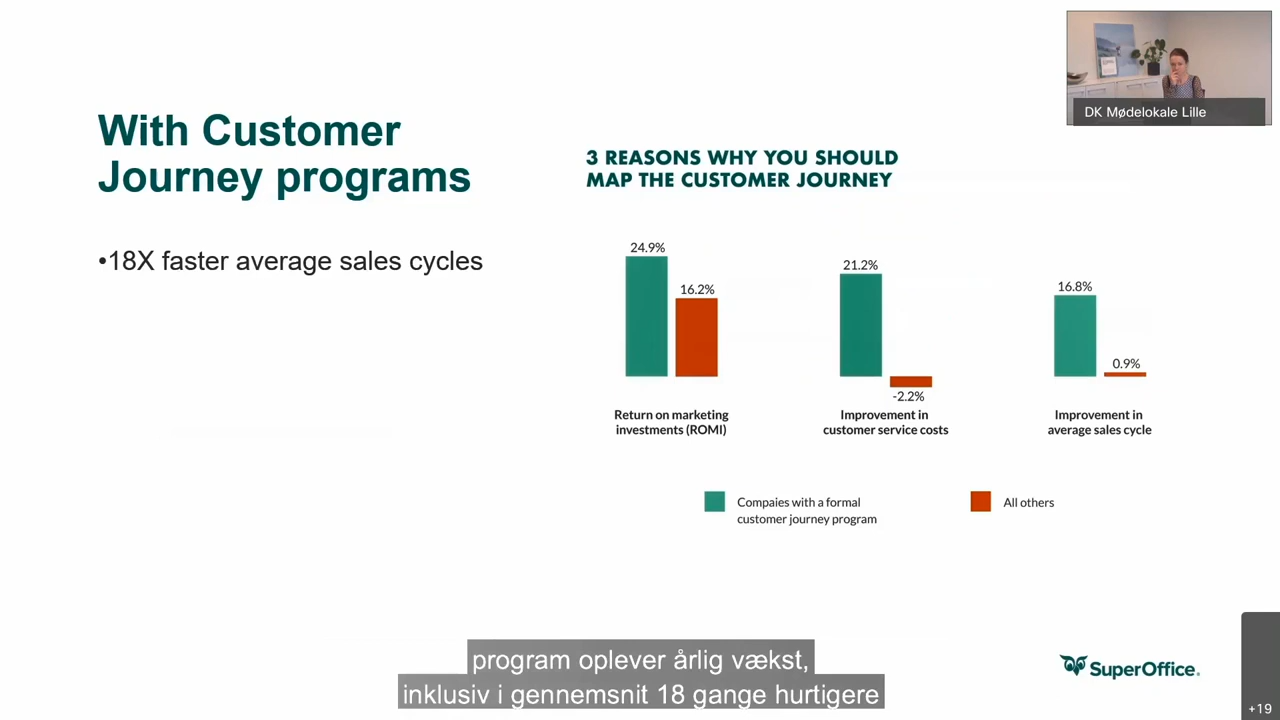 DK Mødelokale Lille
With Customer
Journey programs
•18X faster average sales cycles
3 REASONS WHY YOU SHOULD
MAP THE CUSTOMER JOURNEY
24.9%
16.2%
21.2%
-2.2%
16.8%
0.9%
Return on marketing
investments (ROMI)
Improvement in
customer service costs
Improvement in
average sales cycle
Compaies with a formal
customer journey program
All others
program oplever årlig vækst,
inklusiv i gennemsnit 18 gange hurtigere
SuperOffice.
+19